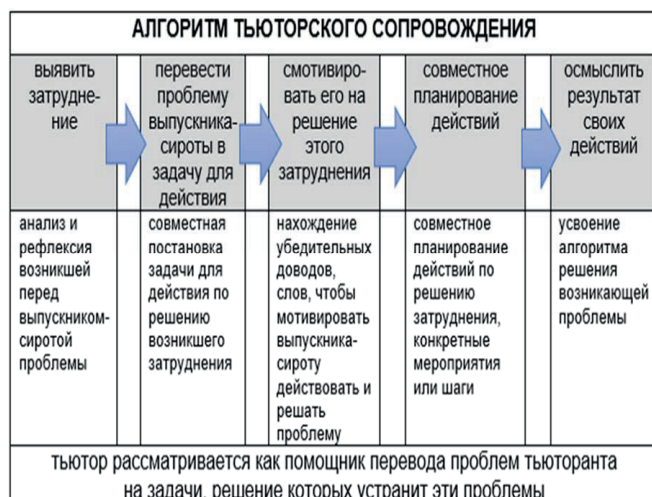 АЛГОРИТМ ТЬЮТОРСКОГО СОПРОВОЖДЕНИЯ
выявить
затрудне-
ние
перевести
проблему
выпускника-
сироты в
задачу для
действия
смотивиро-
вать его на
решение
этого
затруднения
совместное
планирование
действий
осмыслить
результат
своих
действий
анализ и
рефлексия
возникшей
перед
выпускником-
сиротой
проблемы
совместная
постановка
задачи для
действия по
решению
возникшего
затруднения
нахождение
убедительных
доводов,
слов, чтобы
мотивировать
выпускника-
сироту
действовать и
решать
проблему
совместное
планирование
действий по
решению
затруднения,
конкретные
мероприятия
или шаги
усвоение
алгоритма
решения
возникающей
проблемы
тьютор рассматривается как помощник перевода проблем тьюторанта
на задачи, решение которых устранит эти проблемы